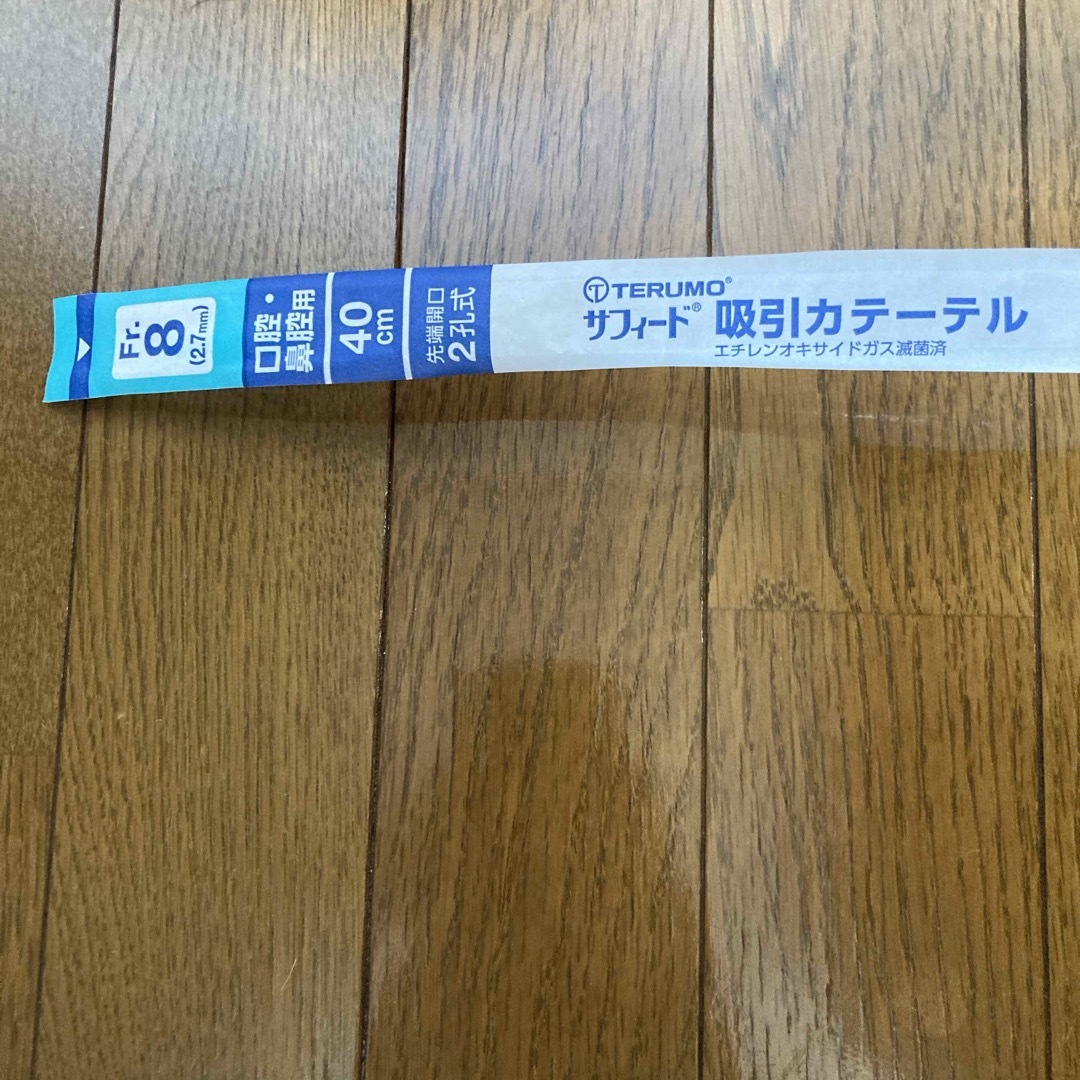 Fr.
8
(2.7mm)
口腔・
鼻腔用
40
cm
先端開口
2孔式
TERUMO®
サフィード® 吸引カテーテル
エチレンオキサイドガス滅菌済